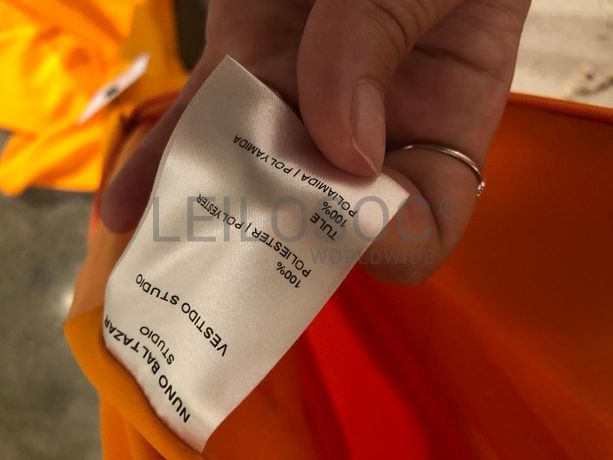 NUNO BALTAZAR
STUDIO
VESTIDO STUDIO
100%
POLIESTER | POLYESTER
TULE
100%
POLIAMIDA | POLYAMIDA
LEILOSOC®
WORLDWIDE